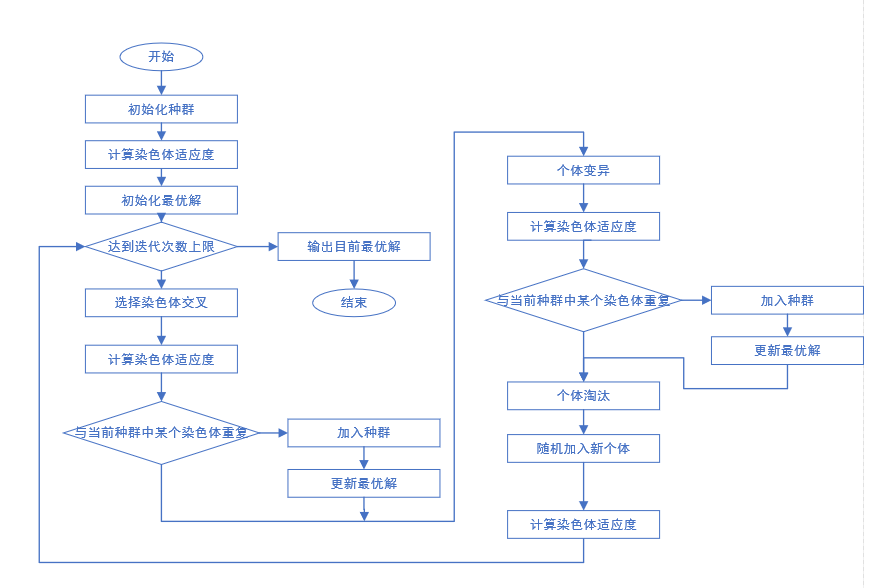 开始
初始化种群
计算染色体适应度
初始化最优解
达到迭代次数上限
输出目前最优解
结束
选择染色体交叉
计算染色体适应度
与当前种群中某个染色体重复
加入种群
更新最优解
个体变异
计算染色体适应度
与当前种群中某个染色体重复
加入种群
更新最优解
个体淘汰
随机加入新个体
计算染色体适应度